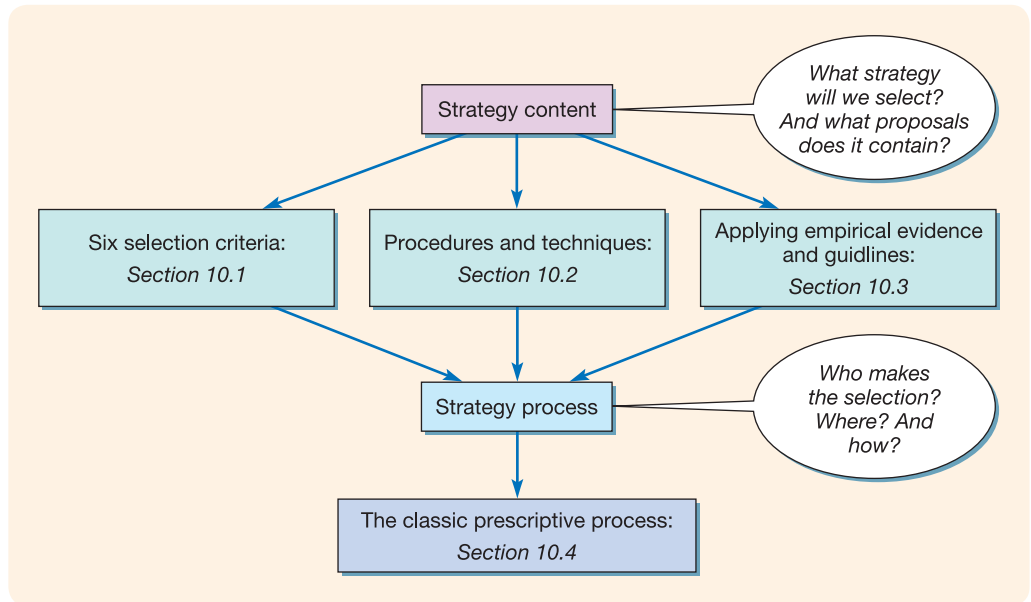 What strategy
will we select?
And what proposals
does it contain?
Strategy content
Six selection criteria:
Section 10.1
Procedures and techniques:
Section 10.2
Applying empirical evidence
and guidlines:
Section 10.3
Who makes
the selection?
Where? And
how?
Strategy process
The classic prescriptive process:
Section 10.4